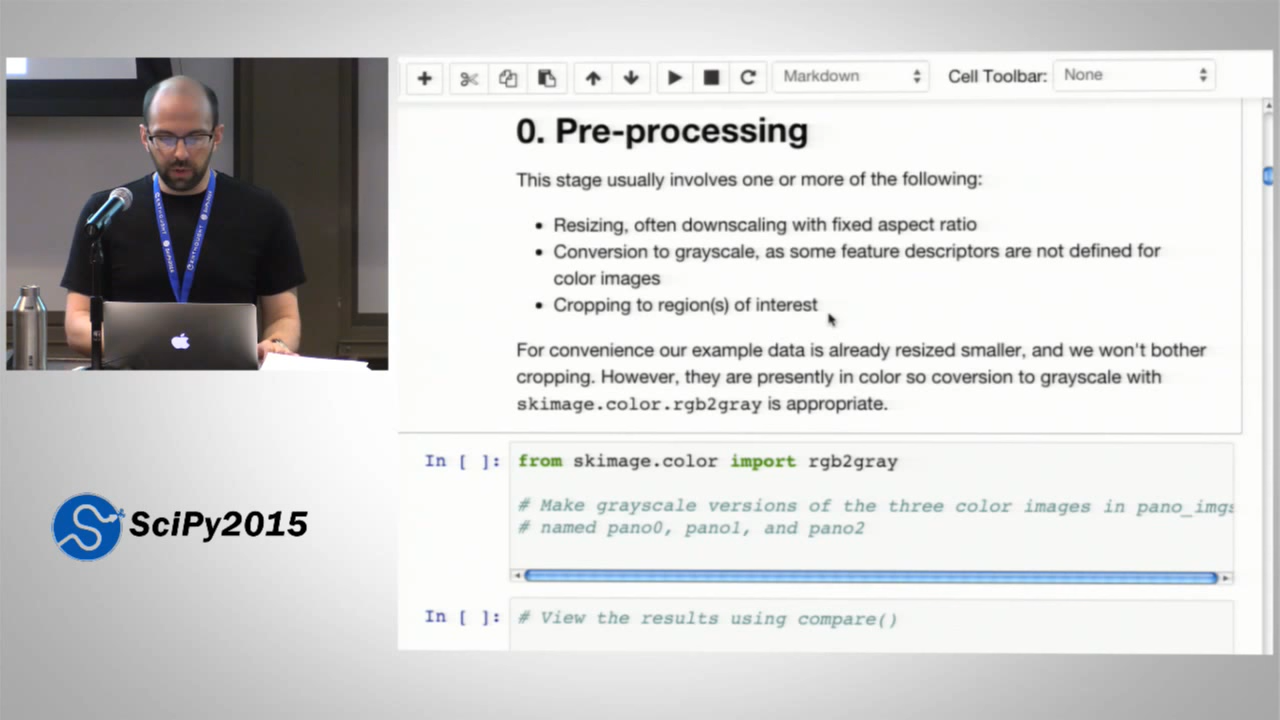 Markdown
Cell Toolbar:
None
0. Pre-processing
This stage usually involves one or more of the following:
• Resizing, often downscaling with fixed aspect ratio
• Conversion to grayscale, as some feature descriptors are not defined for
color images
• Cropping to region(s) of interest
For convenience our example data is already resized smaller, and we won't bother
cropping. However, they are presently in color so coversion to grayscale with
skimage.color.rgb2gray is appropriate.
In [ ]: from skimage.color import rgb2gray
# Make grayscale versions of the three color images in pano_imgs
# named pano0, pano1, and pano2
In [ ]: # View the results using compare()
SciPy2015
ENTHOUGHT